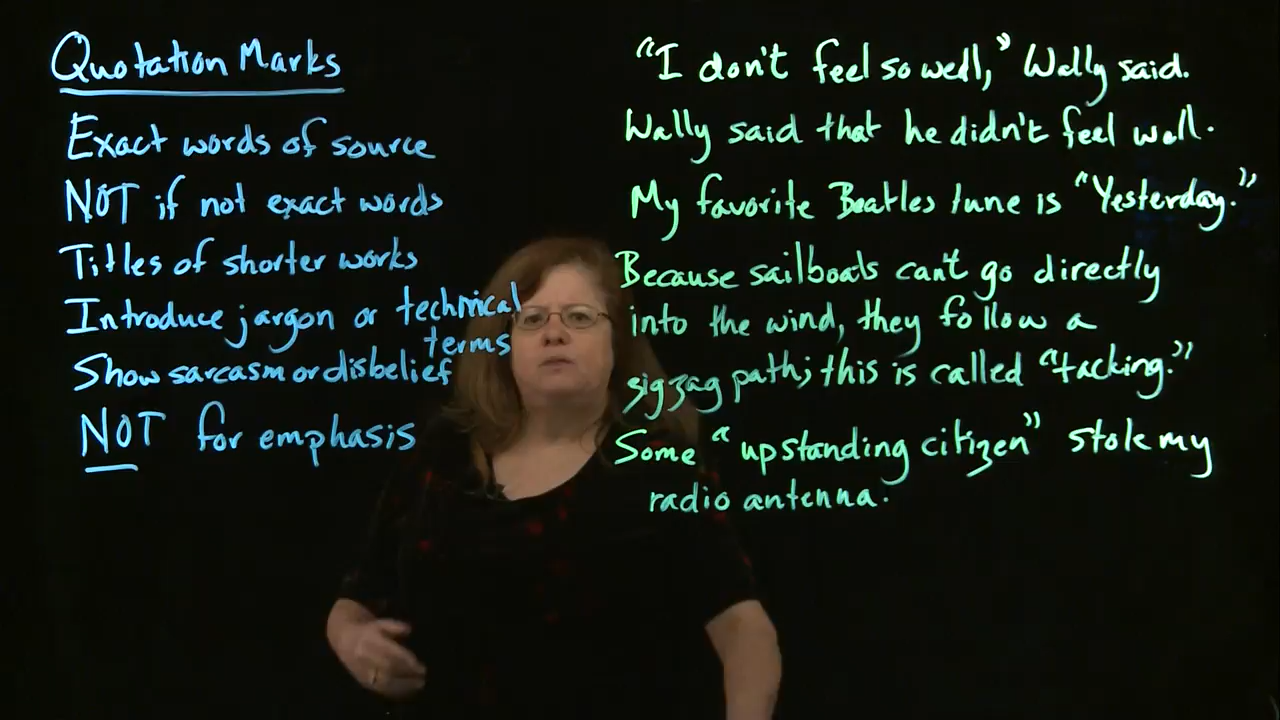 Quotation Marks
Exact words of source
NOT if not exact words
Titles of shorter works
Introduce jargon or technical
terms
Show sarcasm or disbelief
NOT for emphasis
“I don't feel so well,” Wally said.
Wally said that he didn't feel well.
My favorite Beatles tune is “Yesterday.”
Because sailboats can't go directly
into the wind, they follow a
zigzag path; this is called “tacking.”
Some “upstanding citizen” stole my
radio antenna.